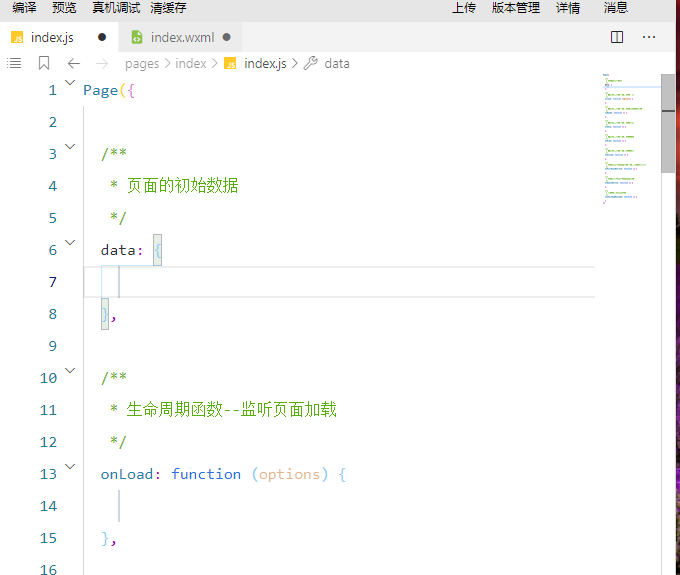 编译 预览 真机调试 清缓存 上传 版本管理 详情 消息
index.js index.wxml
pages > index > index.js > data
1 Page({
2
3 /**
4 * 页面的初始数据
5 */
6 data: {
7
8 },
9
10 /**
11 * 生命周期函数--监听页面加载
12 */
13 onLoad: function (options) {
14
15 },
16